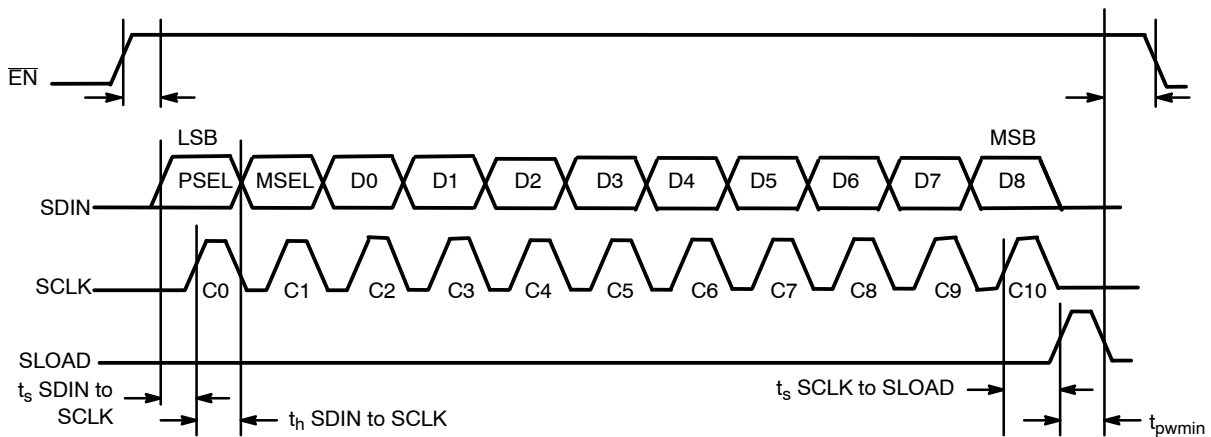 EN
LSB MSB
PSEL MSEL D0 D1 D2 D3 D4 D5 D6 D7 D8
SDIN
SCLK
C0 C1 C2 C3 C4 C5 C6 C7 C8 C9 C10
SLOAD
ts SDIN to
SCLK
th SDIN to SCLK
ts SCLK to SLOAD
tpwmin